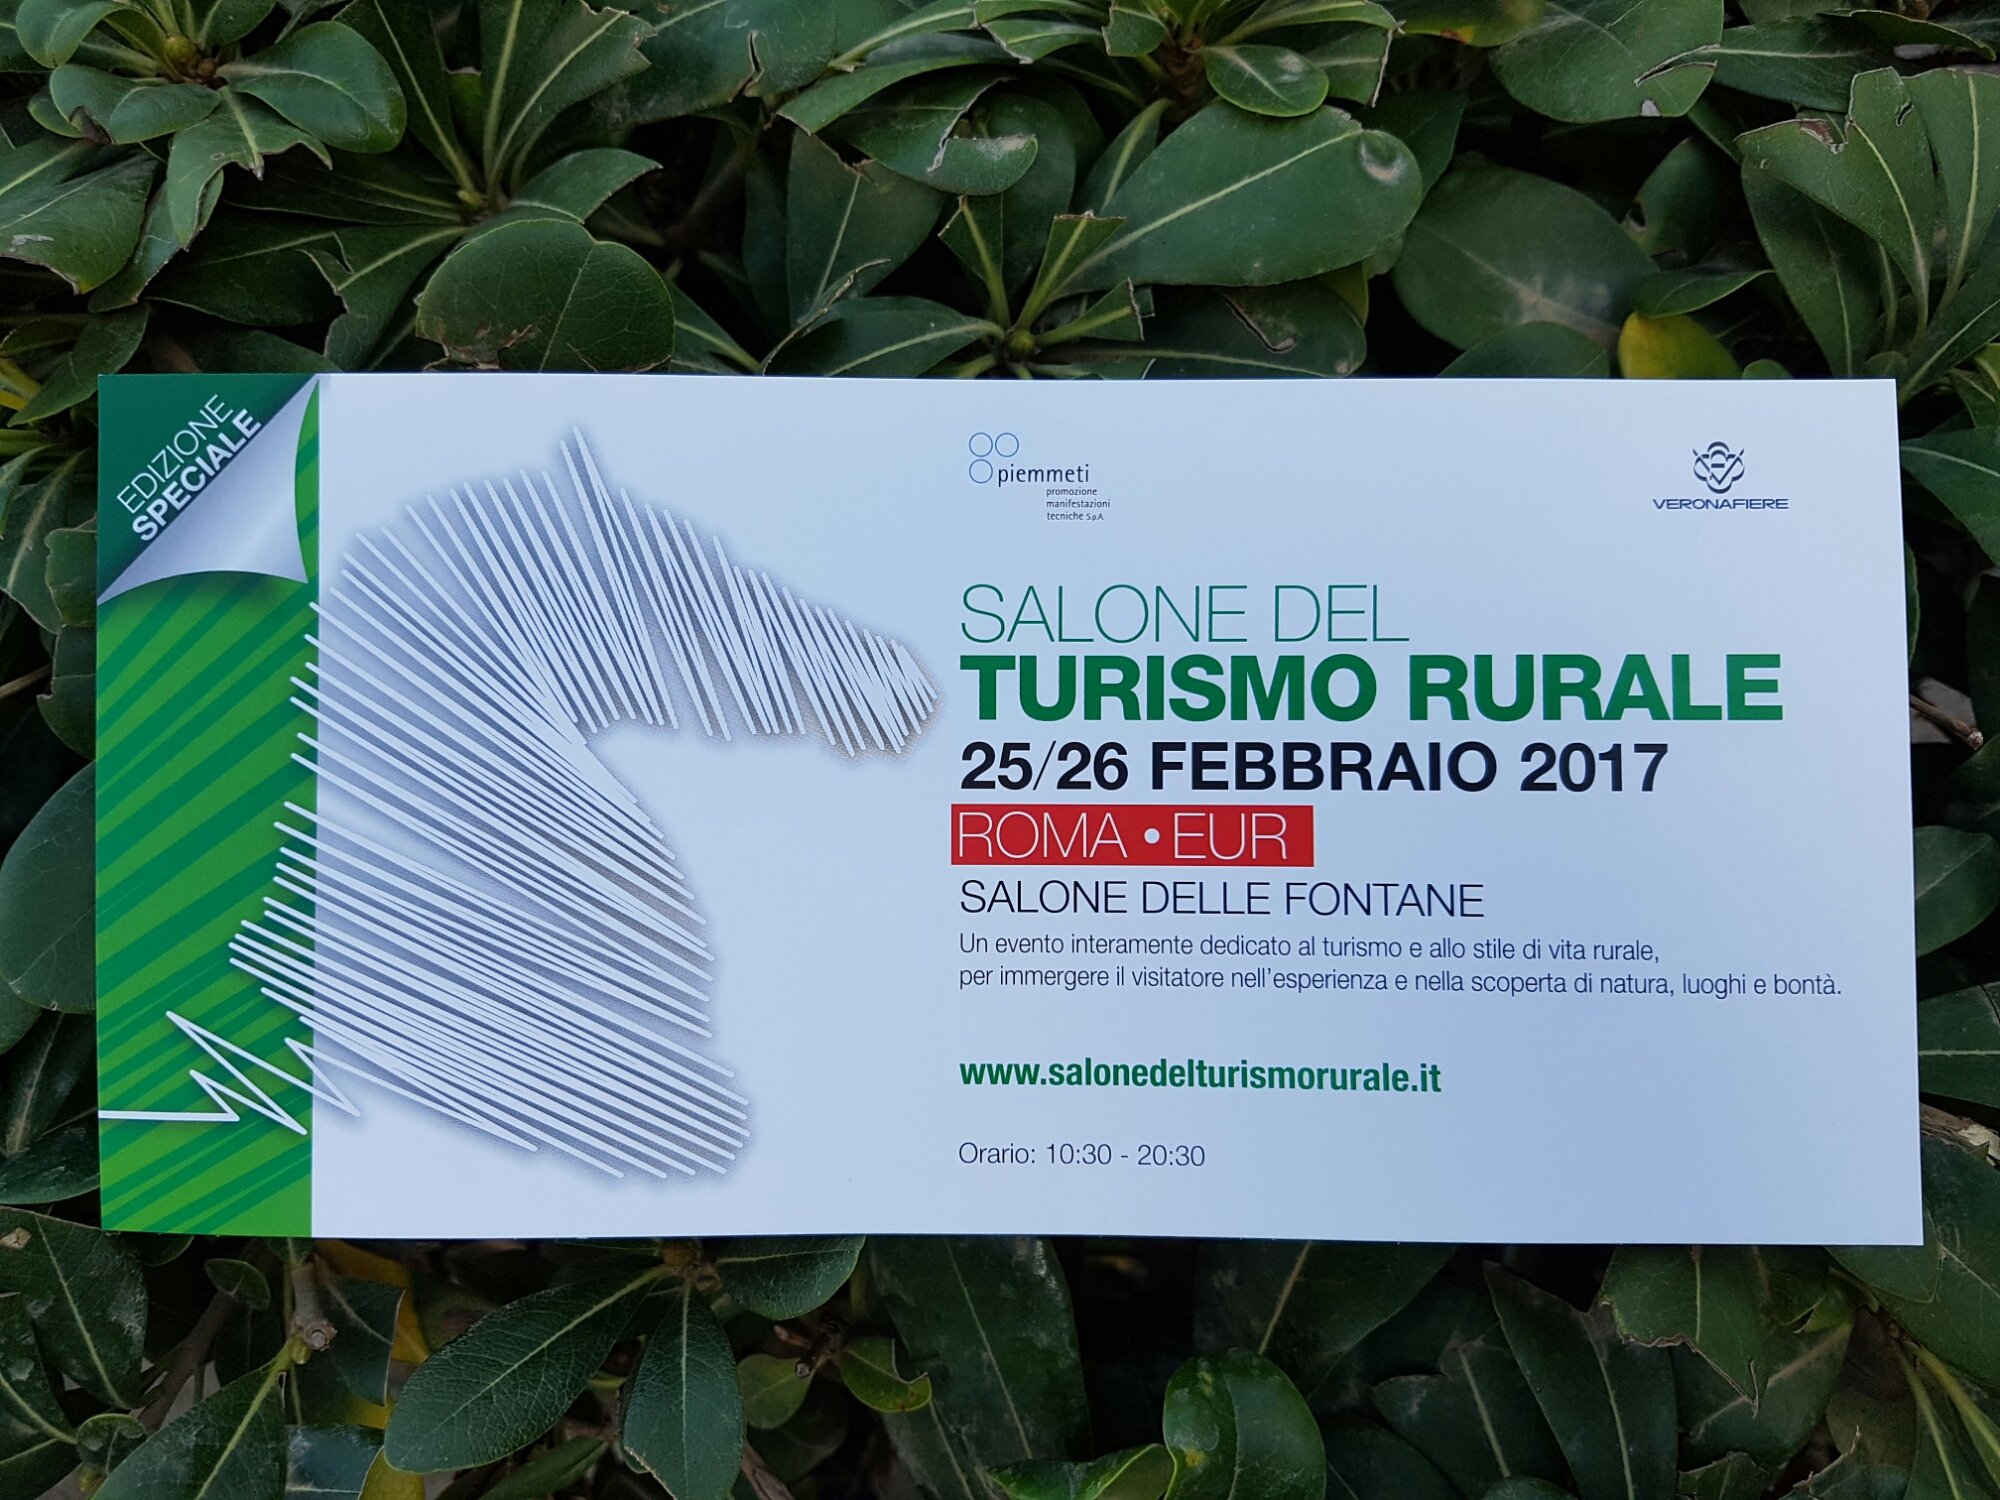 EDIZIONE
SPECIALE
piemmeti
promozione
manifestazioni
tecniche S.p.A.
VERONAFIERE
SALONE DEL
TURISMO RURALE
25/26 FEBBRAIO 2017
ROMA • EUR
SALONE DELLE FONTANE
Un evento interamente dedicato al turismo e allo stile di vita rurale,
per immergere il visitatore nell'esperienza e nella scoperta di natura, luoghi e bontà.
www.salonedelturismorurale.it
Orario: 10:30 - 20:30